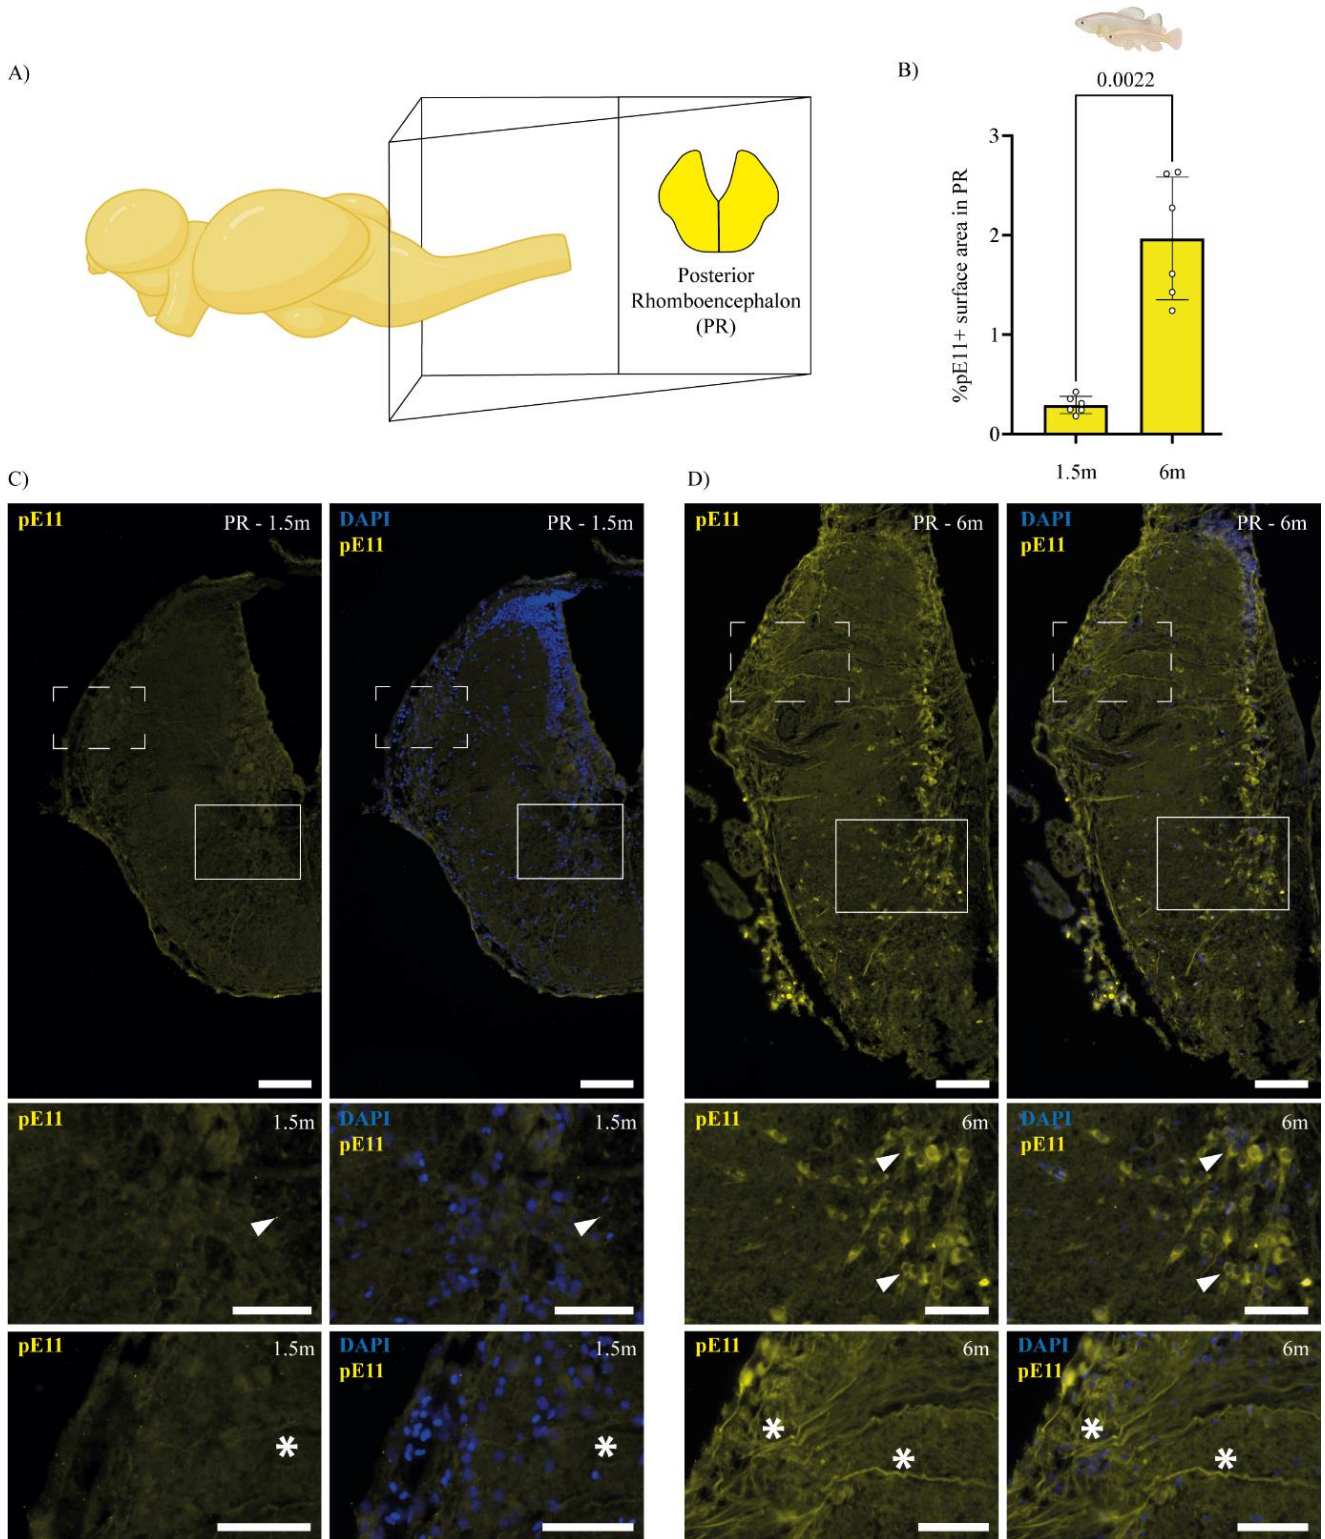 A)
Posterior
Rhomboencephalon
(PR)
B)
0.0022
%pE11+ surface area in PR
3
2
1
0
1.5m
6m
C)
pE11
PR - 1.5m
DAPI
pE11
PR - 1.5m
D)
pE11
PR - 6m
DAPI
pE11
PR - 6m
pE11
1.5m
DAPI
pE11
1.5m
pE11
6m
DAPI
pE11
6m
pE11
1.5m
*
DAPI
pE11
1.5m
*
pE11
6m
*
*
DAPI
pE11
6m
*
*